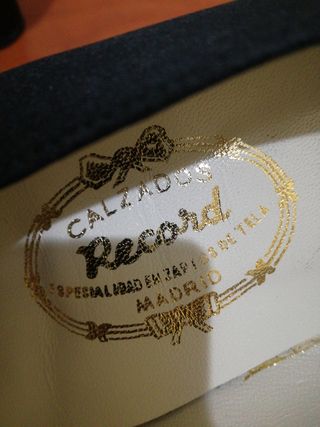 CALZADOS
Record
ESPECIALIDAD EN ZAPATOS DE TELA
MADRID